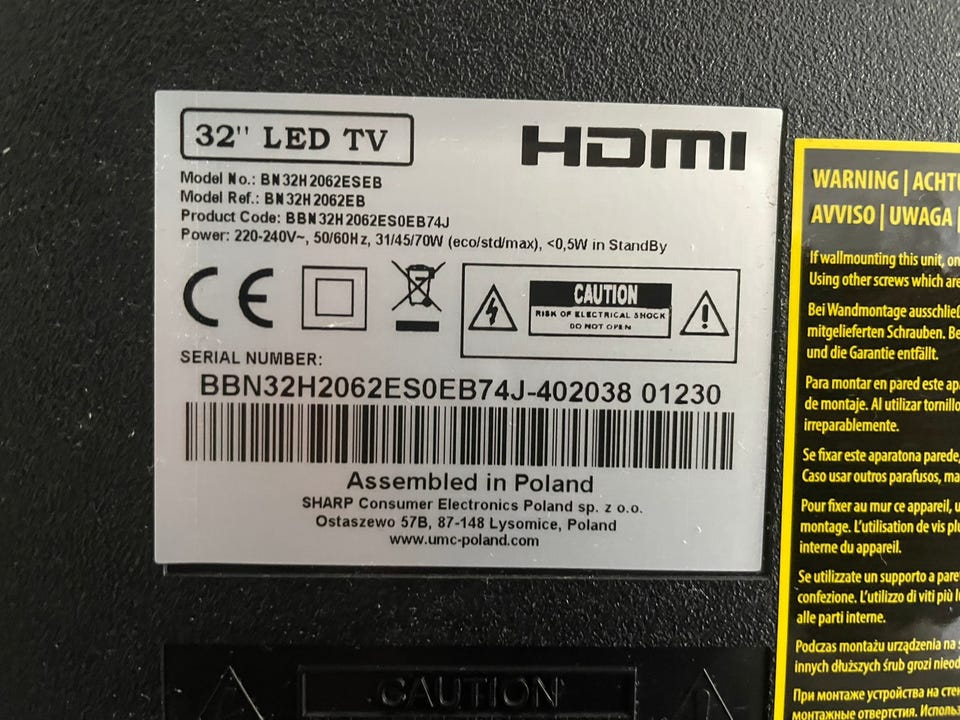 32" LED TV
HDMI
Model No.: BN32H2062ESEB
Model Ref.: BN32H2062EB
Product Code: BBN32H2062ES0EB74J
Power: 220-240V~, 50/60Hz, 31/45/70W (eco/std/max), <0,5W in StandBy
CE
CAUTION
RISK OF ELECTRICAL SHOCK
DO NOT OPEN
SERIAL NUMBER:
BBN32H2062ES0EB74J-402038 01230
Assembled in Poland
SHARP Consumer Electronics Poland sp. z o.o.
Ostaszewo 57B, 87-148 Lysomice, Poland
www.umc-poland.com
CAUTION
WARNING | ACHTU
AVVISO | UWAGA |
If wallmounting this unit, on
Using other screws which are
Bei Wandmontage ausschließ
mitgelieferten Schrauben. Be
und die Garantie entfällt.
Para montar en pared este apa
de montaje. Al utilizar tornillo
irreparablemente.
Se fixar este aparatona parede,
Caso usar outros parafusos, ma
Pour fixer au mur ce appareil, u
montage. L'utilisation de vis plu
interne du appareil.
Se utilizzate un supporto a pare
confezione. L'utilizzo di viti più l
alle parti interne.
Podczas montażu urządzenia na s
innych dłuższych śrub grozi nieod
При монтаже устройства на стен
монтажные отверстия. Использ